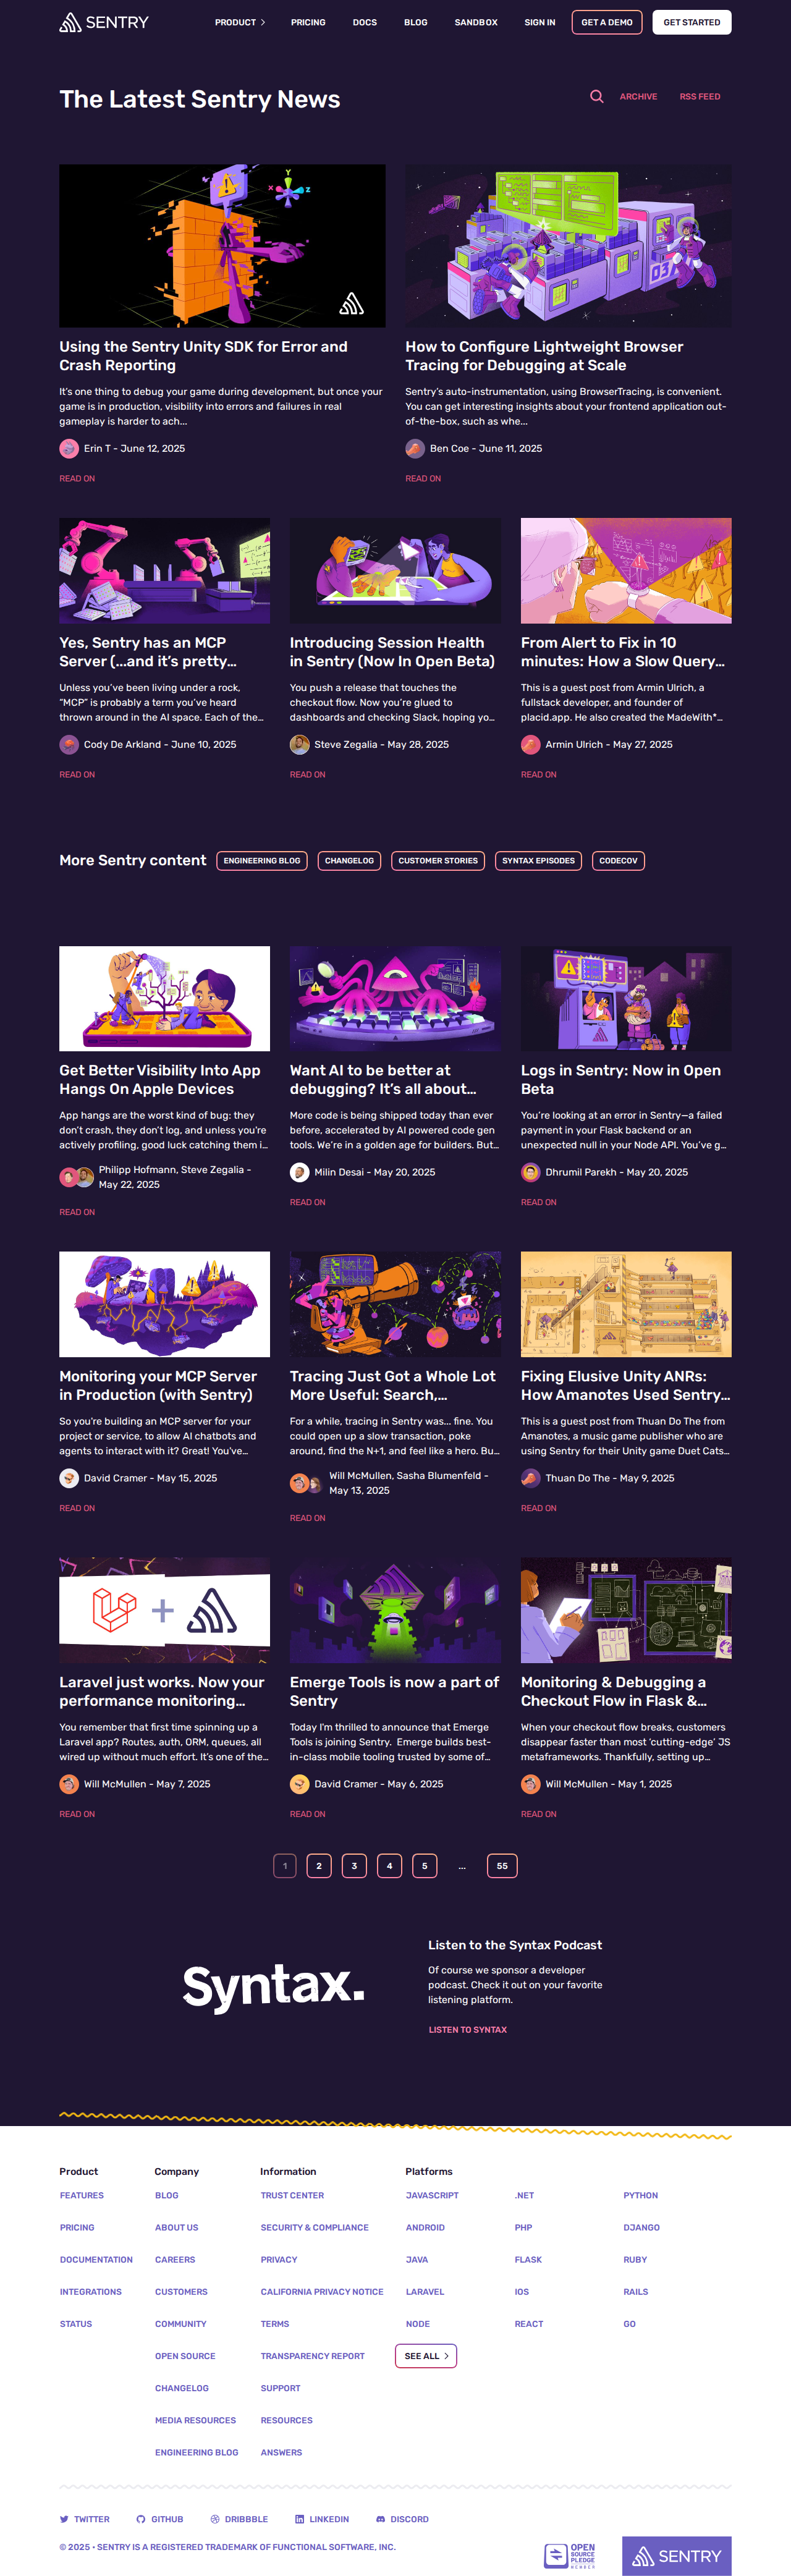 SENTRY
PRODUCT
PRICING
DOCS
BLOG
SANDBOX
SIGN IN
GET A DEMO
GET STARTED
The Latest Sentry News
ARCHIVE
RSS FEED
Using the Sentry Unity SDK for Error and
Crash Reporting
It's one thing to debug your game during development, but once your
game is in production, visibility into errors and failures in real
gameplay is harder to ach...
Erin T - June 12, 2025
READ ON
How to Configure Lightweight Browser
Tracing for Debugging at Scale
Sentry's auto-instrumentation, using BrowserTracing, is convenient.
You can get interesting insights about your frontend application out-
of-the-box, such as whe...
Ben Coe - June 11, 2025
READ ON
Yes, Sentry has an MCP
Server (...and it's pretty...
Unless you've been living under a rock,
"MCP" is probably a term you've heard
thrown around in the AI space. Each of the...
Cody De Arkland - June 10, 2025
READ ON
Introducing Session Health
in Sentry (Now In Open Beta)
You push a release that touches the
checkout flow. Now you're glued to
dashboards and checking Slack, hoping yo...
Steve Zegalia - May 28, 2025
READ ON
From Alert to Fix in 10
minutes: How a Slow Query...
This is a guest post from Armin Ulrich, a
fullstack developer, and founder of
placid.app. He also created the MadeWith*...
Armin Ulrich - May 27, 2025
READ ON
More Sentry content
ENGINEERING BLOG
CHANGELOG
CUSTOMER STORIES
SYNTAX EPISODES
CODECOV
Get Better Visibility Into App
Hangs On Apple Devices
App hangs are the worst kind of bug: they
don't crash, they don't log, and unless you're
actively profiling, good luck catching them i...
Philipp Hofmann, Steve Zegalia -
May 22, 2025
READ ON
Want AI to be better at
debugging? It's all about...
More code is being shipped today than ever
before, accelerated by AI powered code gen
tools. We're in a golden age for builders. But...
Milin Desai - May 20, 2025
READ ON
Logs in Sentry: Now in Open
Beta
You're looking at an error in Sentry—a failed
payment in your Flask backend or an
unexpected null in your Node API. You've g...
Dhrumil Parekh - May 20, 2025
READ ON
Monitoring your MCP Server
in Production (with Sentry)
So you're building an MCP server for your
project or service, to allow AI chatbots and
agents to interact with it? Great! You've...
David Cramer - May 15, 2025
READ ON
Tracing Just Got a Whole Lot
More Useful: Search,...
For a while, tracing in Sentry was... fine. You
could open up a slow transaction, poke
around, find the N+1, and feel like a hero. Bu...
Will McMullen, Sasha Blumenfeld -
May 13, 2025
READ ON
Fixing Elusive Unity ANRs:
How Amanotes Used Sentry...
This is a guest post from Thuan Do The from
Amanotes, a music game publisher who are
using Sentry for their Unity game Duet Cats...
Thuan Do The - May 9, 2025
READ ON
Laravel just works. Now your
performance monitoring...
You remember that first time spinning up a
Laravel app? Routes, auth, ORM, queues, all
wired up without much effort. It's one of the...
Will McMullen - May 7, 2025
READ ON
Emerge Tools is now a part of
Sentry
Today I'm thrilled to announce that Emerge
Tools is joining Sentry.  Emerge builds best-
in-class mobile tooling trusted by some of...
David Cramer - May 6, 2025
READ ON
Monitoring & Debugging a
Checkout Flow in Flask &...
When your checkout flow breaks, customers
disappear faster than most 'cutting-edge' JS
metaframeworks. Thankfully, setting up...
Will McMullen - May 1, 2025
READ ON
1
2
3
4
5
...
55
Syntax.
Listen to the Syntax Podcast
Of course we sponsor a developer
podcast. Check it out on your favorite
listening platform.
LISTEN TO SYNTAX
Product
FEATURES
PRICING
DOCUMENTATION
INTEGRATIONS
STATUS
Company
BLOG
ABOUT US
CAREERS
CUSTOMERS
COMMUNITY
OPEN SOURCE
CHANGELOG
MEDIA RESOURCES
ENGINEERING BLOG
Information
TRUST CENTER
SECURITY & COMPLIANCE
PRIVACY
CALIFORNIA PRIVACY NOTICE
TERMS
TRANSPARENCY REPORT
SUPPORT
RESOURCES
ANSWERS
Platforms
JAVASCRIPT
ANDROID
JAVA
LARAVEL
NODE
.NET
PHP
FLASK
IOS
REACT
PYTHON
DJANGO
RUBY
RAILS
GO
SEE ALL
TWITTER
GITHUB
DRIBBBLE
LINKEDIN
DISCORD
© 2025 • SENTRY IS A REGISTERED TRADEMARK OF FUNCTIONAL SOFTWARE, INC.
OPEN
SOURCE
PLEDGE
MEMBER
SENTRY